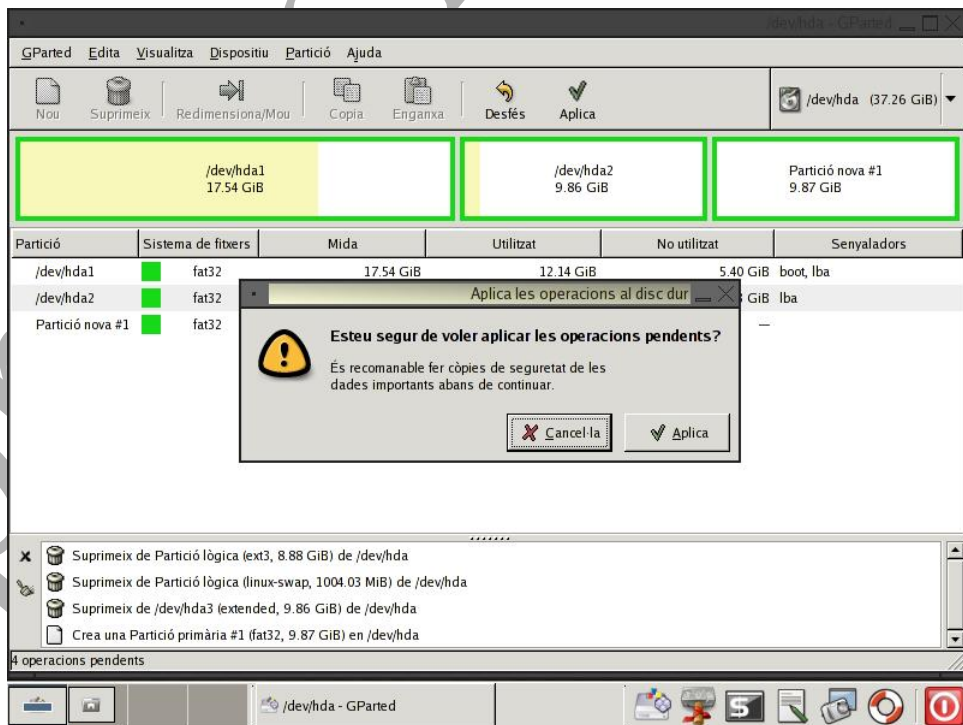 /dev/hda - GParted
GParted Edita Visualitza Dispositiu Partició Ajuda
Nou Suprimeix Redimensiona/Mou Copia Enganxa Desfés Aplica /dev/hda (37.26 GiB)
/dev/hda1
17.54 GiB
/dev/hda2
9.86 GiB
Partició nova #1
9.87 GiB
Partició Sistema de fitxers Mida Utilitzat No utilitzat Senyaladors
/dev/hda1 fat32 17.54 GiB 12.14 GiB 5.40 GiB boot, lba
/dev/hda2 fat32 GiB lba
Partició nova #1 fat32 —
Aplica les operacions al disc dur
Esteu segur de voler aplicar les operacions pendents?
És recomanable fer còpies de seguretat de les
dades importants abans de continuar.
Cancel·la Aplica
Suprimeix de Partició lògica (ext3, 8.88 GiB) de /dev/hda
Suprimeix de Partició lògica (linux-swap, 1004.03 MiB) de /dev/hda
Suprimeix de /dev/hda3 (extended, 9.86 GiB) de /dev/hda
Crea una Partició primària #1 (fat32, 9.87 GiB) en /dev/hda
4 operacions pendents
/dev/hda - GParted